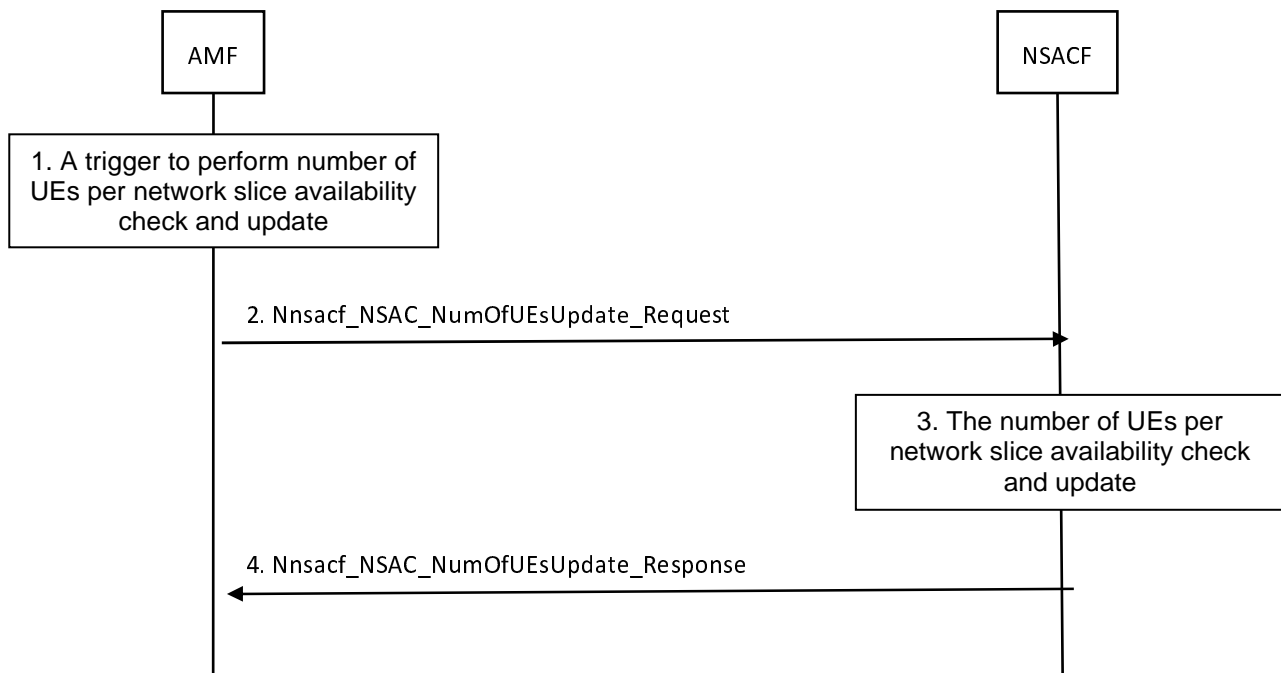 AMF
NSACF
1. A trigger to perform number of
UEs per network slice availability
check and update
2. Nnsacf_NSAC_NumOfUEsUpdate_Request
3. The number of UEs per
network slice availability check
and update
4. Nnsacf_NSAC_NumOfUEsUpdate_Response